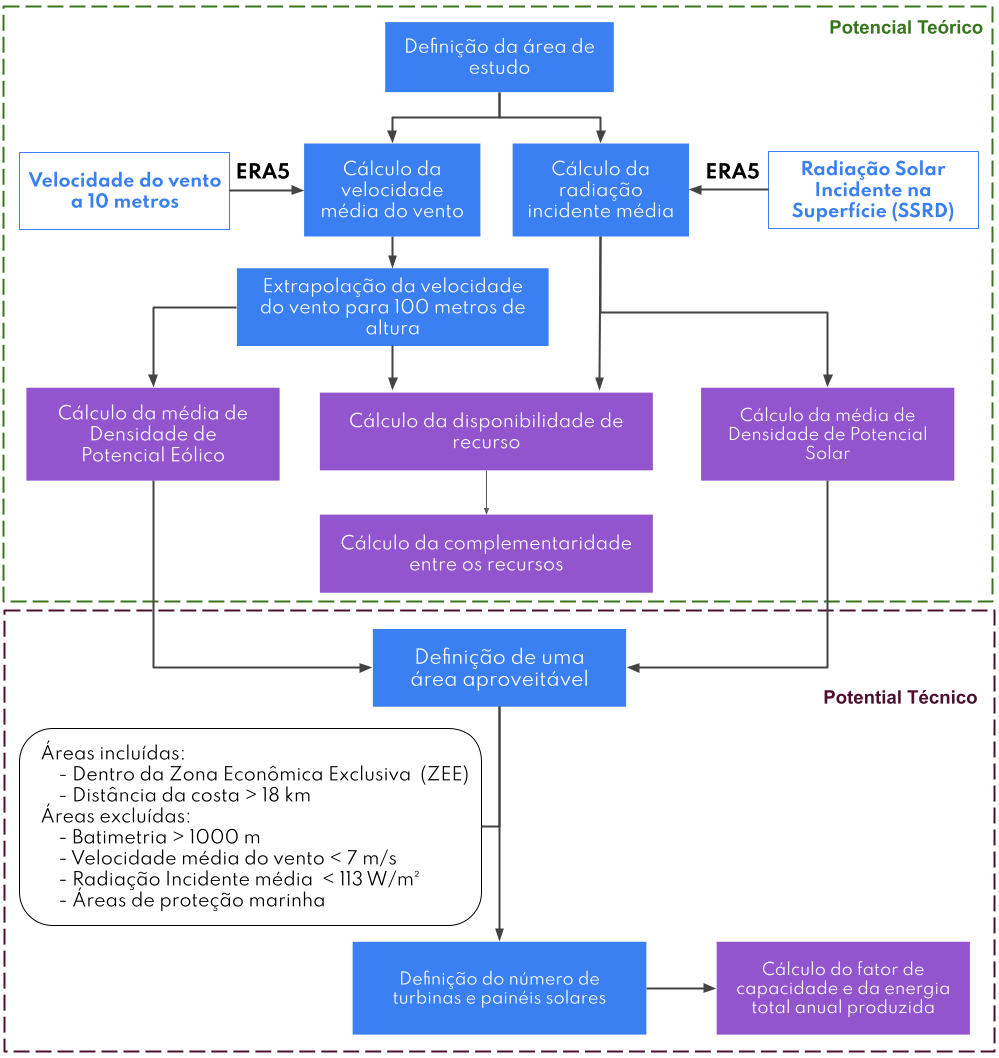 Potencial Teórico
Definição da área de
estudo
Velocidade do vento
a 10 metros
ERA5
Cálculo da
velocidade
média do vento
Cálculo da
radiação
incidente média
ERA5
Radiação Solar
Incidente na
Superfície (SSRD)
Extrapolação da velocidade
do vento para 100 metros de
altura
Cálculo da média de
Densidade de
Potencial Eólico
Cálculo da disponibilidade de
recurso
Cálculo da média de
Densidade de Potencial
Solar
Cálculo da complementaridade
entre os recursos
Definição de uma
área aproveitável
Potential Técnico
Áreas incluídas:
- Dentro da Zona Econômica Exclusiva (ZEE)
- Distância da costa > 18 km
Áreas excluídas:
- Batimetria > 1000 m
- Velocidade média do vento < 7 m/s
- Radiação Incidente média < 113 W/m²
- Áreas de proteção marinha
Definição do número de
turbinas e painéis solares
Cálculo do fator de
capacidade e da energia
total anual produzida